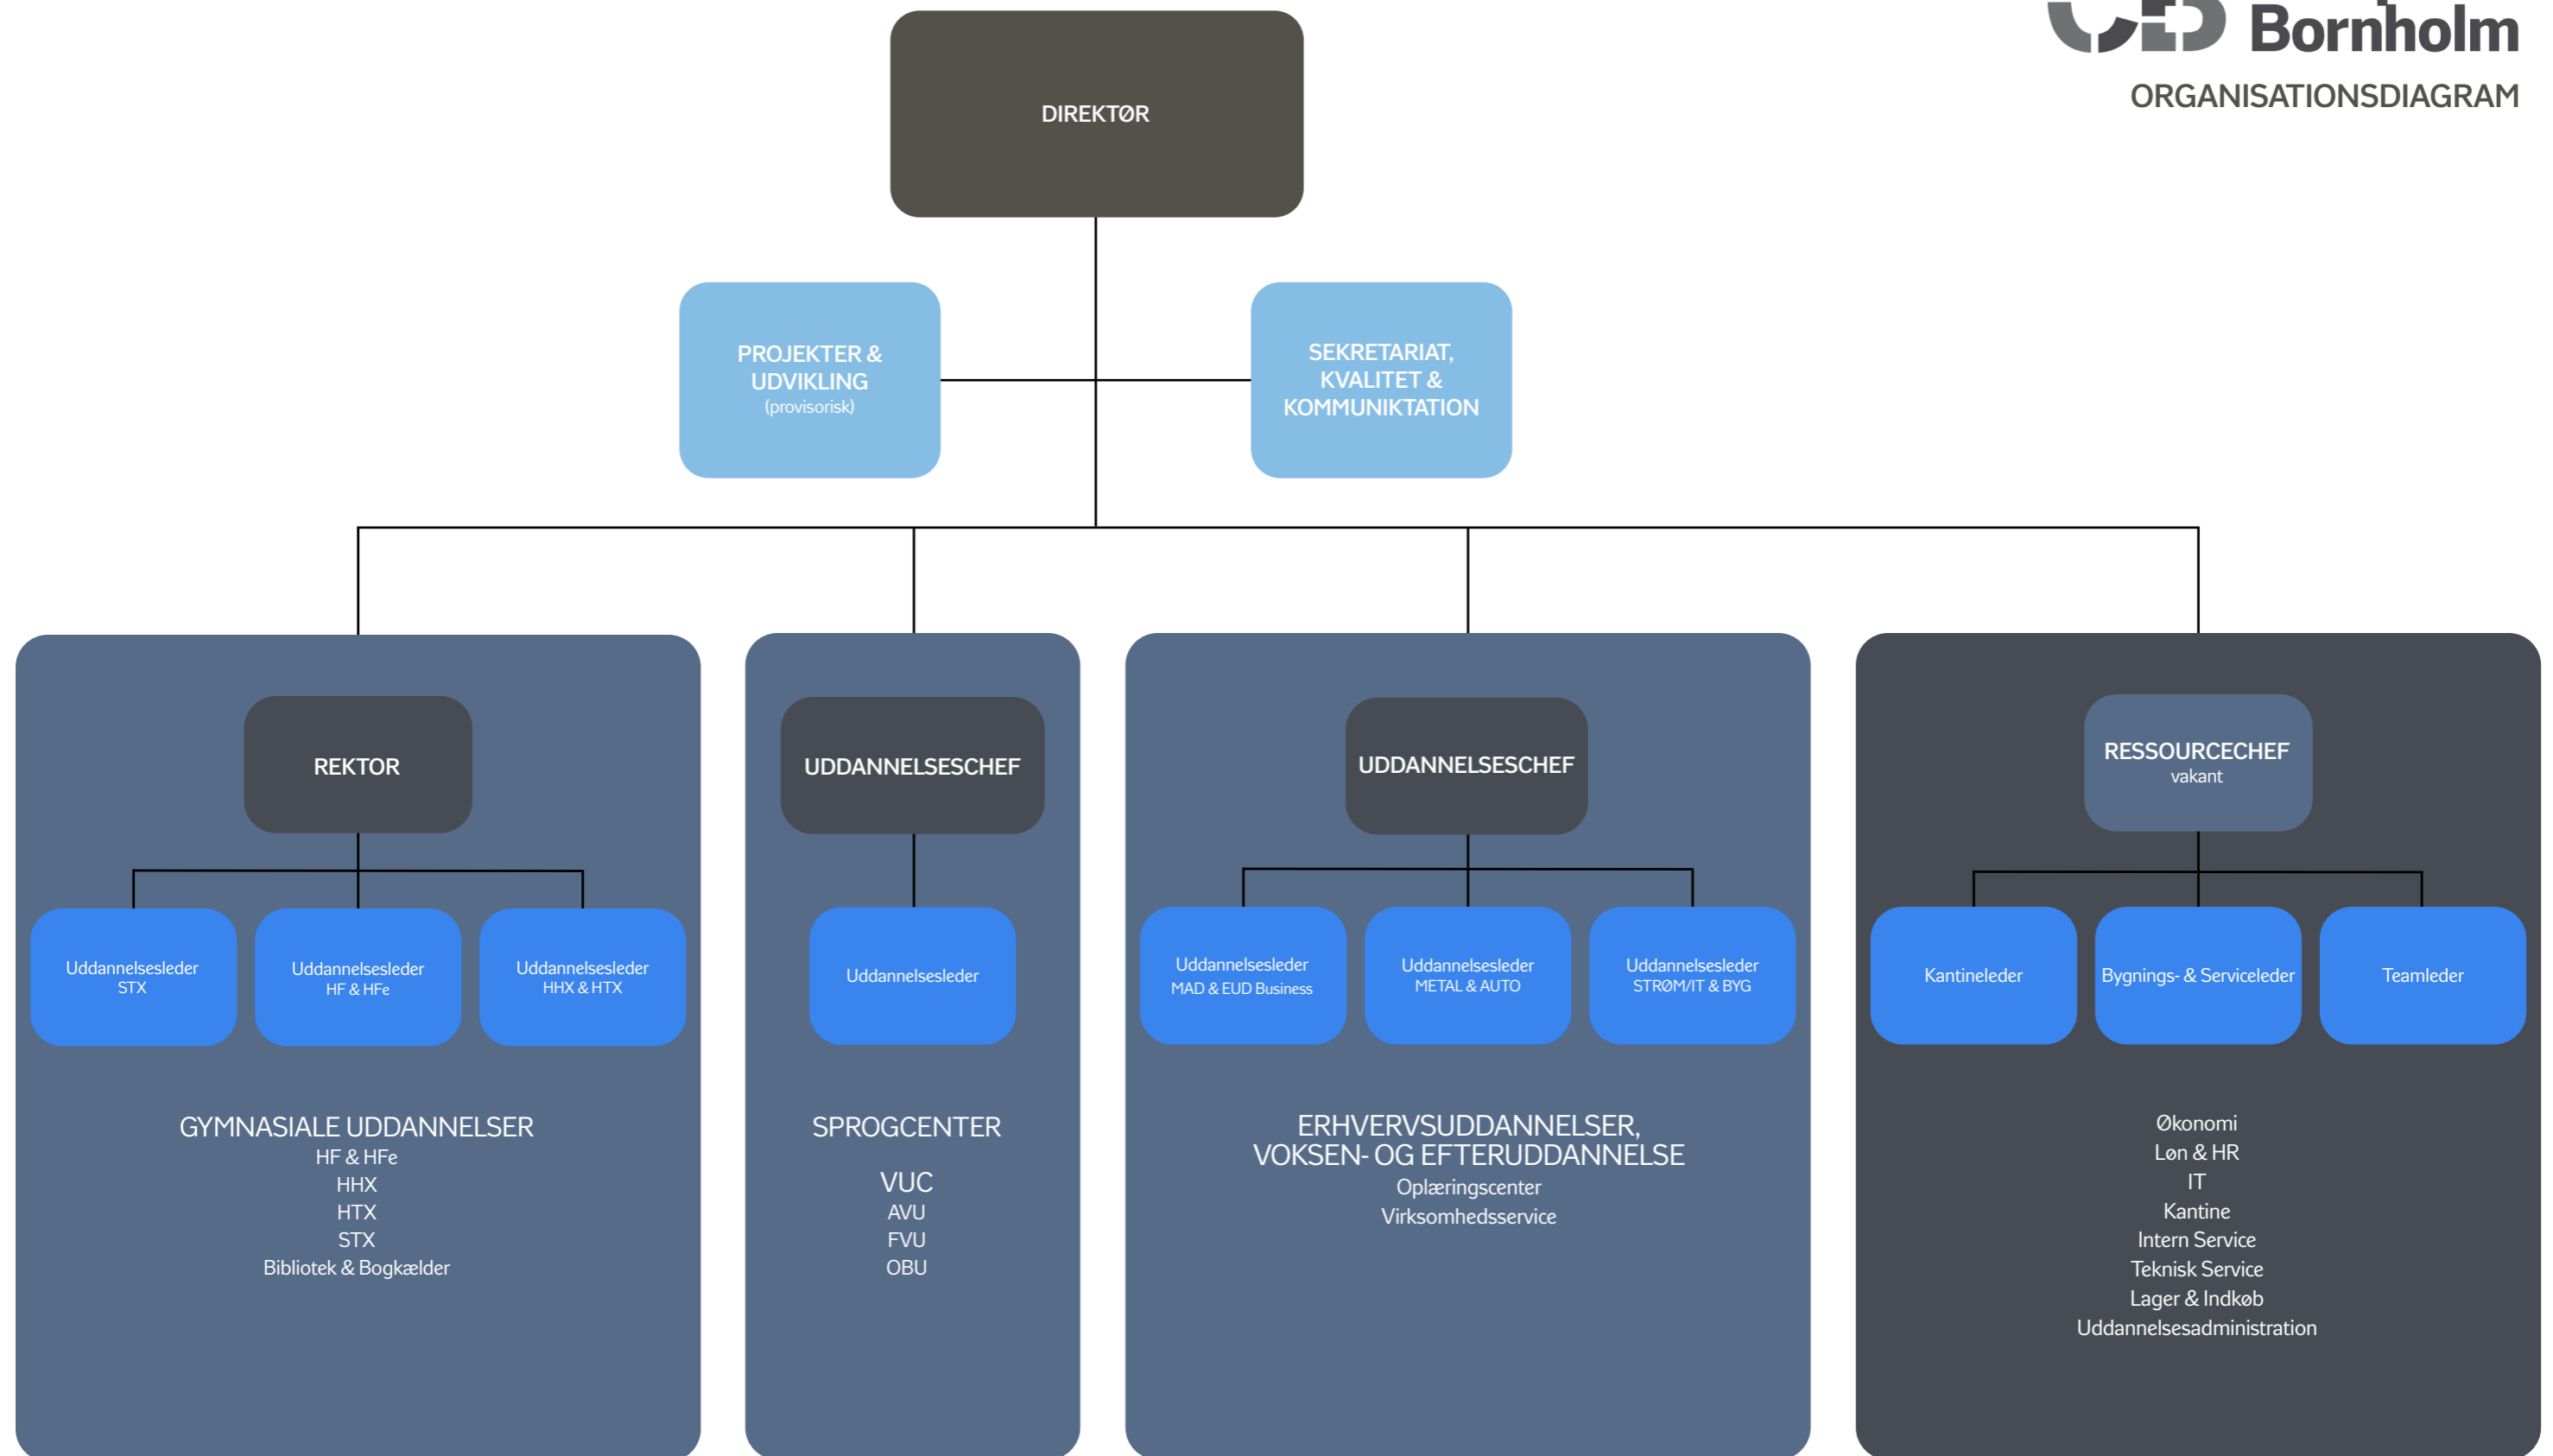 Bornholm
ORGANISATIONSDIAGRAM
DIREKTØR
PROJEKTER &
UDVIKLING
(provisorisk)
SEKRETARIAT,
KVALITET &
KOMMUNIKTATION
REKTOR
Uddannelsesleder
STX
Uddannelsesleder
HF & HFe
Uddannelsesleder
HHX & HTX
GYMNASIALE UDDANNELSER
HF & HFe
HHX
HTX
STX
Bibliotek & Bogkælder
UDDANNELSESCHEF
Uddannelsesleder
SPROGCENTER
VUC
AVU
FVU
OBU
UDDANNELSESCHEF
Uddannelsesleder
MAD & EUD Business
Uddannelsesleder
METAL & AUTO
Uddannelsesleder
STRØM/IT & BYG
ERHVERVSUDDANNELSER,
VOKSEN- OG EFTERUDDANNELSE
Oplæringscenter
Virksomhedsservice
RESSOURCECHEF
vakant
Kantineleder
Bygnings- & Serviceleder
Teamleder
Økonomi
Løn & HR
IT
Kantine
Intern Service
Teknisk Service
Lager & Indkøb
Uddannelsesadministration